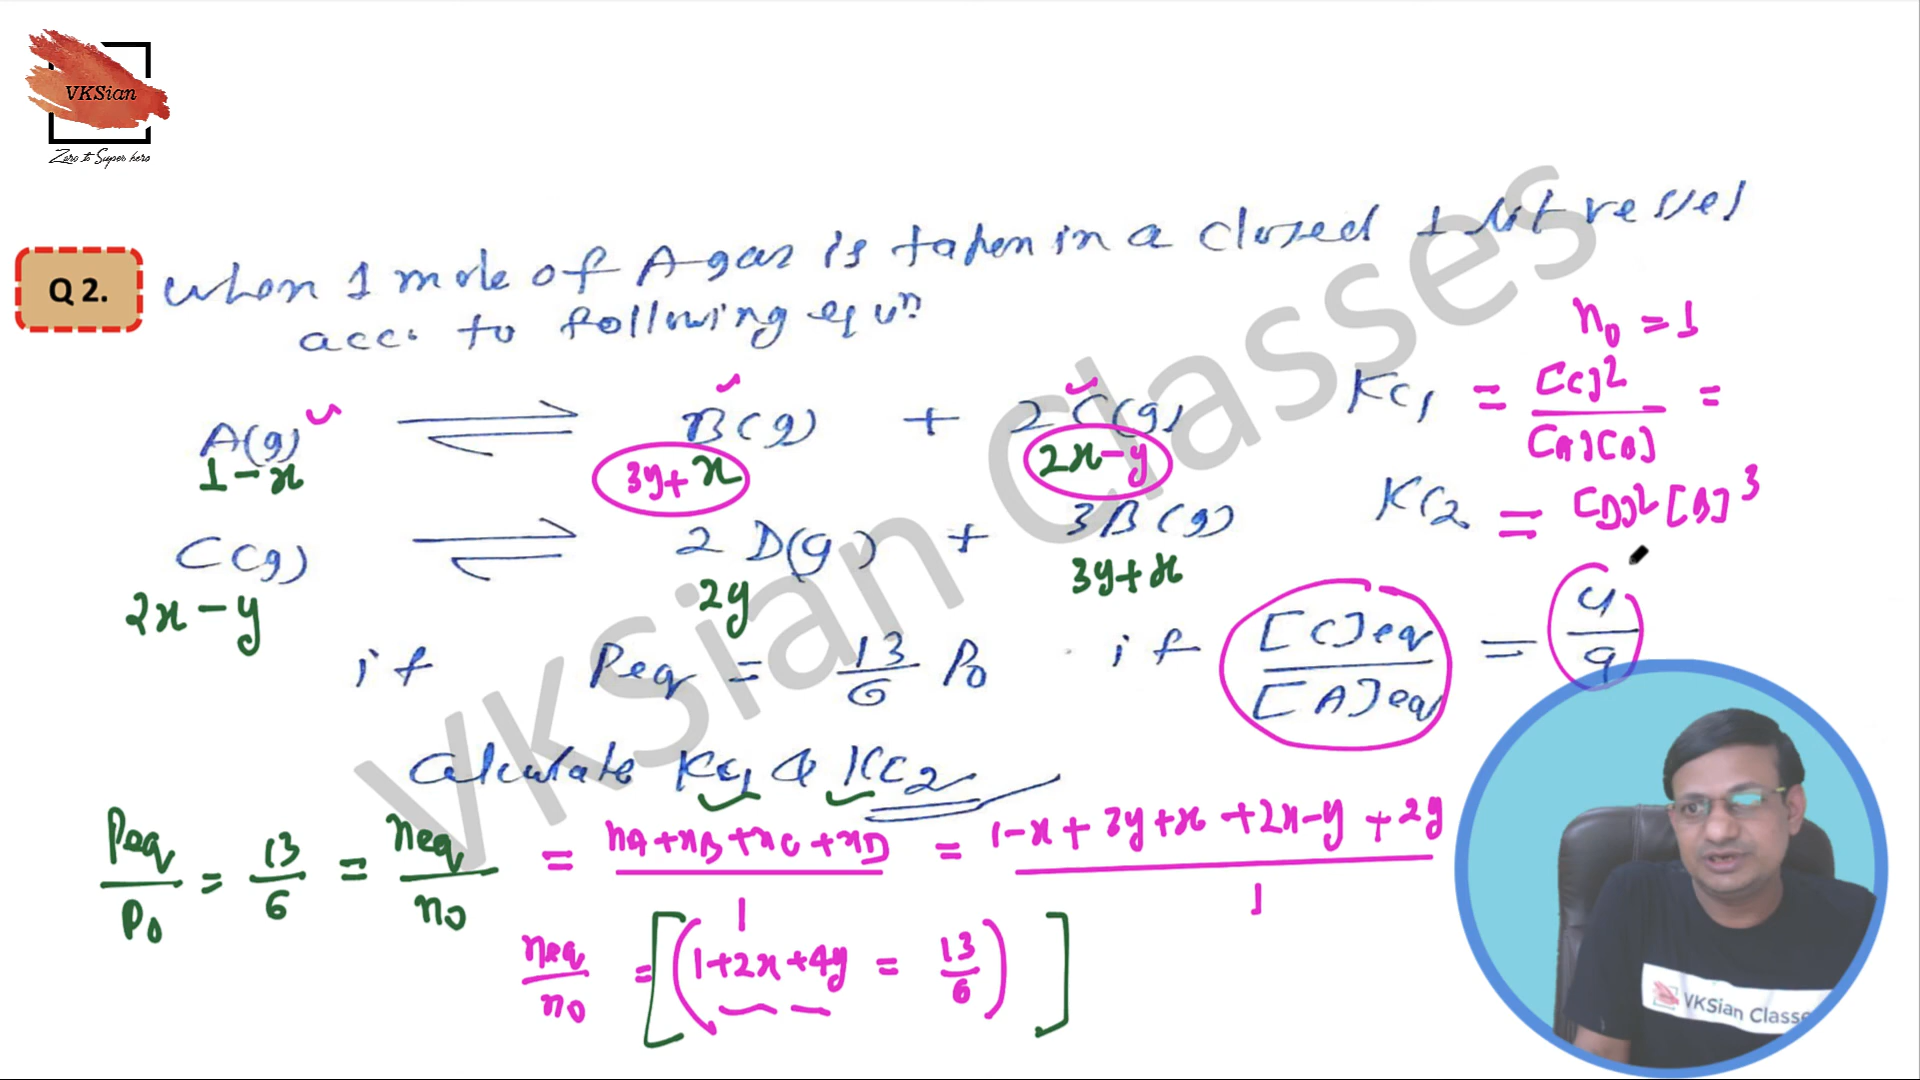 VKSian
Zero to Super hero
Q 2. When 1 mole of A gas is taken in a closed 1 lit vessel
acc. to following equⁿ
n₀ = 1
A(g) ⇌ B(g) + 2C(g) Kc₁ = [C]² / [A][B] =
1-x 3y+x 2x-y
C(g) ⇌ 2D(g) + 3B(g) Kc₂ = [D]²[B]³
2x-y 2y 3y+x
if Peq = 13/6 P₀ . if [C]eq / [A]eq = 4/9
Calculate Kc₁ & Kc₂
Peq/P₀ = 13/6 = neq/n₀ = nA+nB+nC+nD / 1 = 1-x+3y+x+2x-y+2y / 1
neq/n₀ = [(1+2x+4y = 13/6)]
VKSian Classes
VKSian Classe